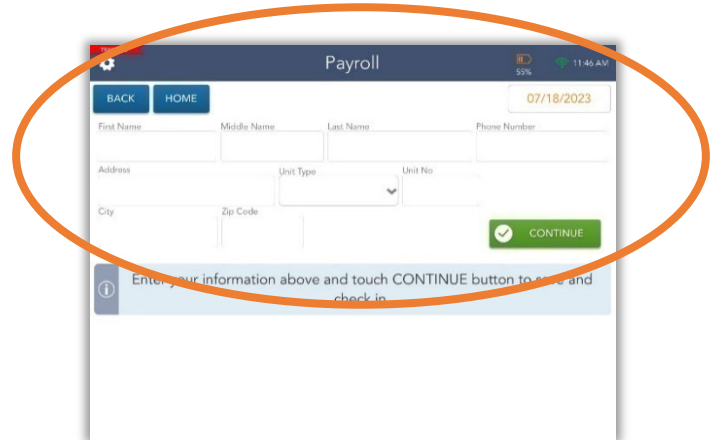 Payroll
55%
11:46 AM
BACK HOME 07/18/2023
First Name Middle Name Last Name Phone Number
Address Unit Type Unit No
City Zip Code
CONTINUE
Enter your information above and touch CONTINUE button to save and
check in